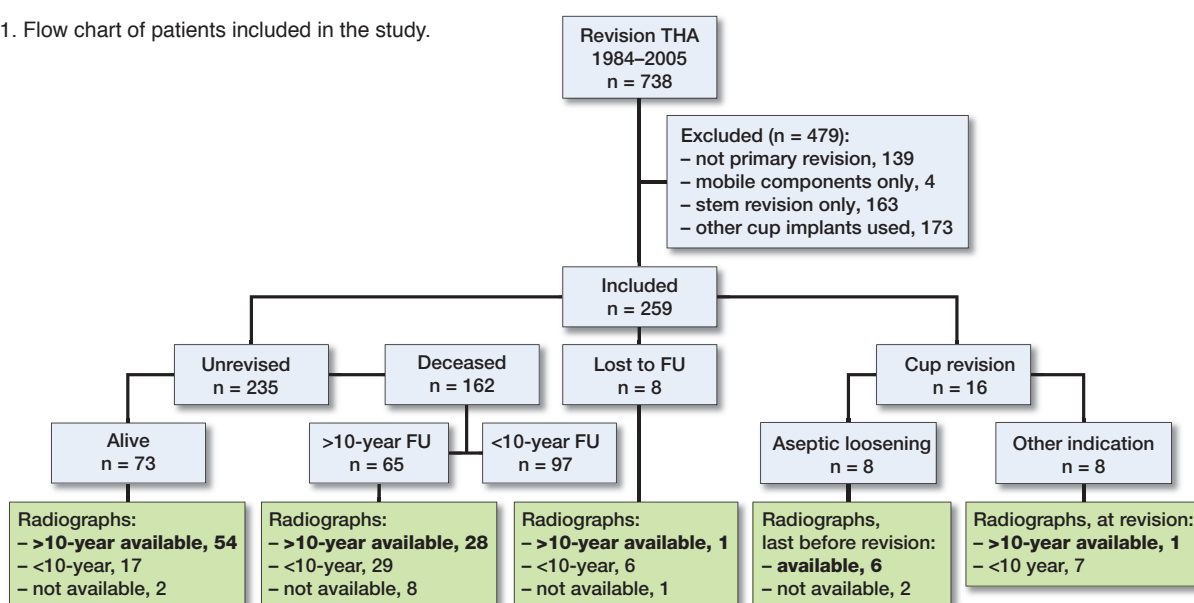 1. Flow chart of patients included in the study.
Revision THA
1984–2005
n = 738
Excluded (n = 479):
– not primary revision, 139
– mobile components only, 4
– stem revision only, 163
– other cup implants used, 173
Included
n = 259
Unrevised
n = 235
Deceased
n = 162
Lost to FU
n = 8
Cup revision
n = 16
Alive
n = 73
>10-year FU
n = 65
<10-year FU
n = 97
Aseptic loosening
n = 8
Other indication
n = 8
Radiographs:
– >10-year available, 54
– <10-year, 17
– not available, 2
Radiographs:
– >10-year available, 28
– <10-year, 29
– not available, 8
Radiographs:
– >10-year available, 1
– <10-year, 6
– not available, 1
Radiographs,
last before revision:
– available, 6
– not available, 2
Radiographs, at revision:
– >10-year available, 1
– <10 year, 7